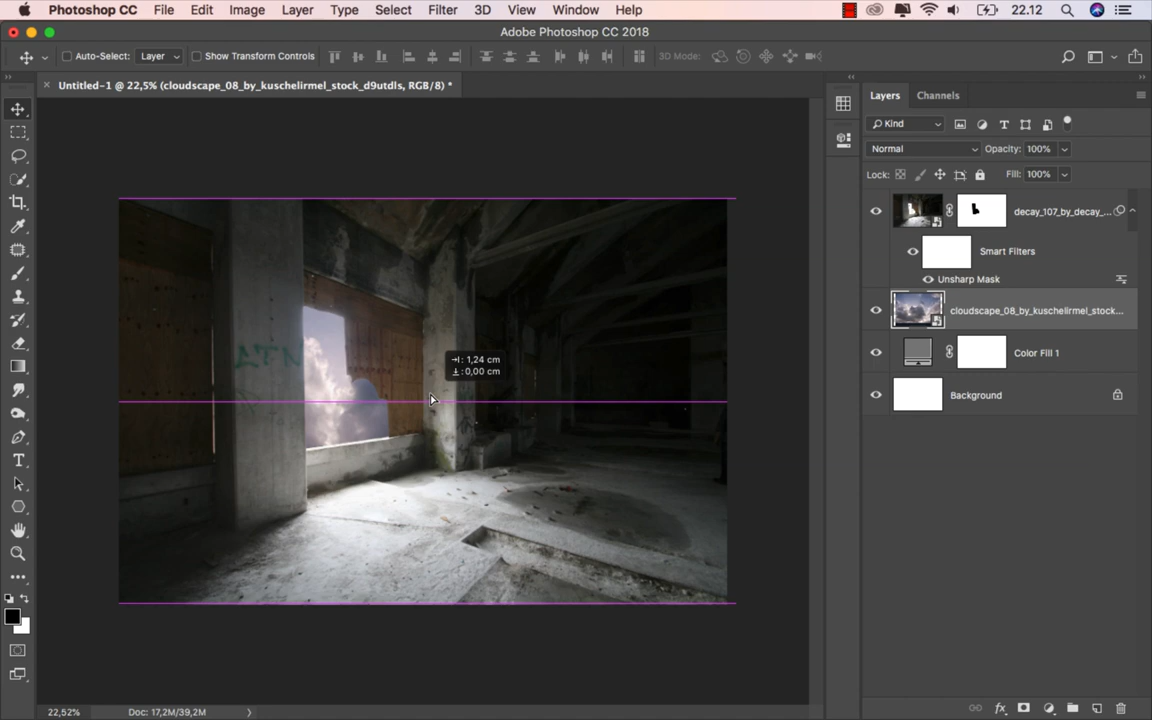 Photoshop CC File Edit Image Layer Type Select Filter 3D View Window Help 22.12
Adobe Photoshop CC 2018
Auto-Select: Layer Show Transform Controls 3D Mode:
× Untitled-1 @ 22,5% (cloudscape_08_by_kuschelirmel_stock_d9utdls, RGB/8) *
Layers Channels
Kind
Normal Opacity: 100%
Lock: Fill: 100%
decay_107_by_decay_...
Smart Filters
Unsharp Mask
cloudscape_08_by_kuschelirmel_stock...
Color Fill 1
Background
: 1,24 cm
: 0,00 cm
22,52% Doc: 17,2M/39,2M